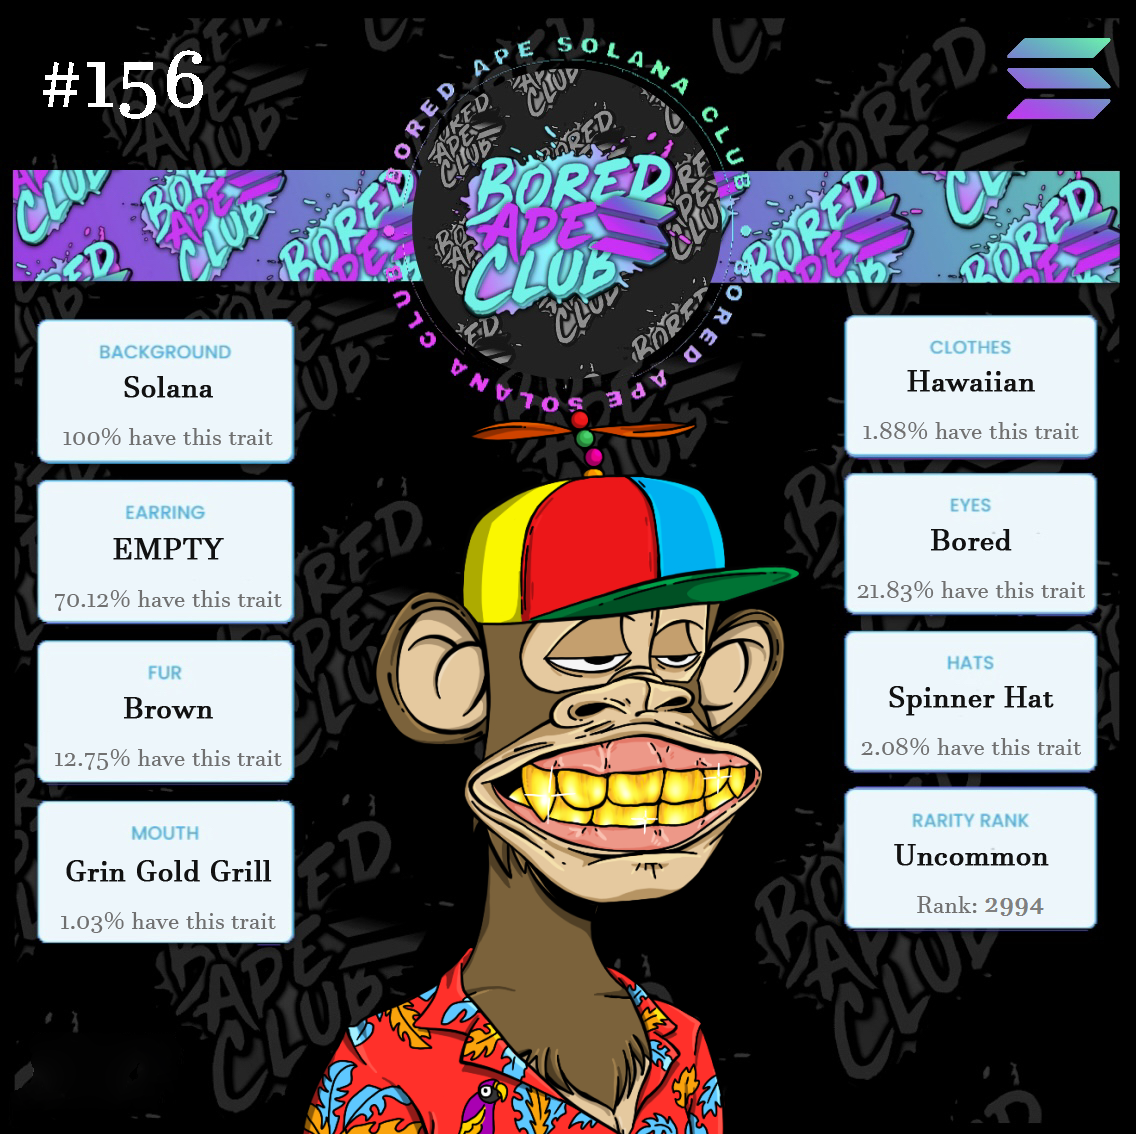 #156
BORED APE SOLANA CLUB
BORED APE SOLANA CLUB
BORED
APE
CLUB
BACKGROUND
Solana
100% have this trait
EARRING
EMPTY
70.12% have this trait
FUR
Brown
12.75% have this trait
MOUTH
Grin Gold Grill
1.03% have this trait
CLOTHES
Hawaiian
1.88% have this trait
EYES
Bored
21.83% have this trait
HATS
Spinner Hat
2.08% have this trait
RARITY RANK
Uncommon
Rank: 2994